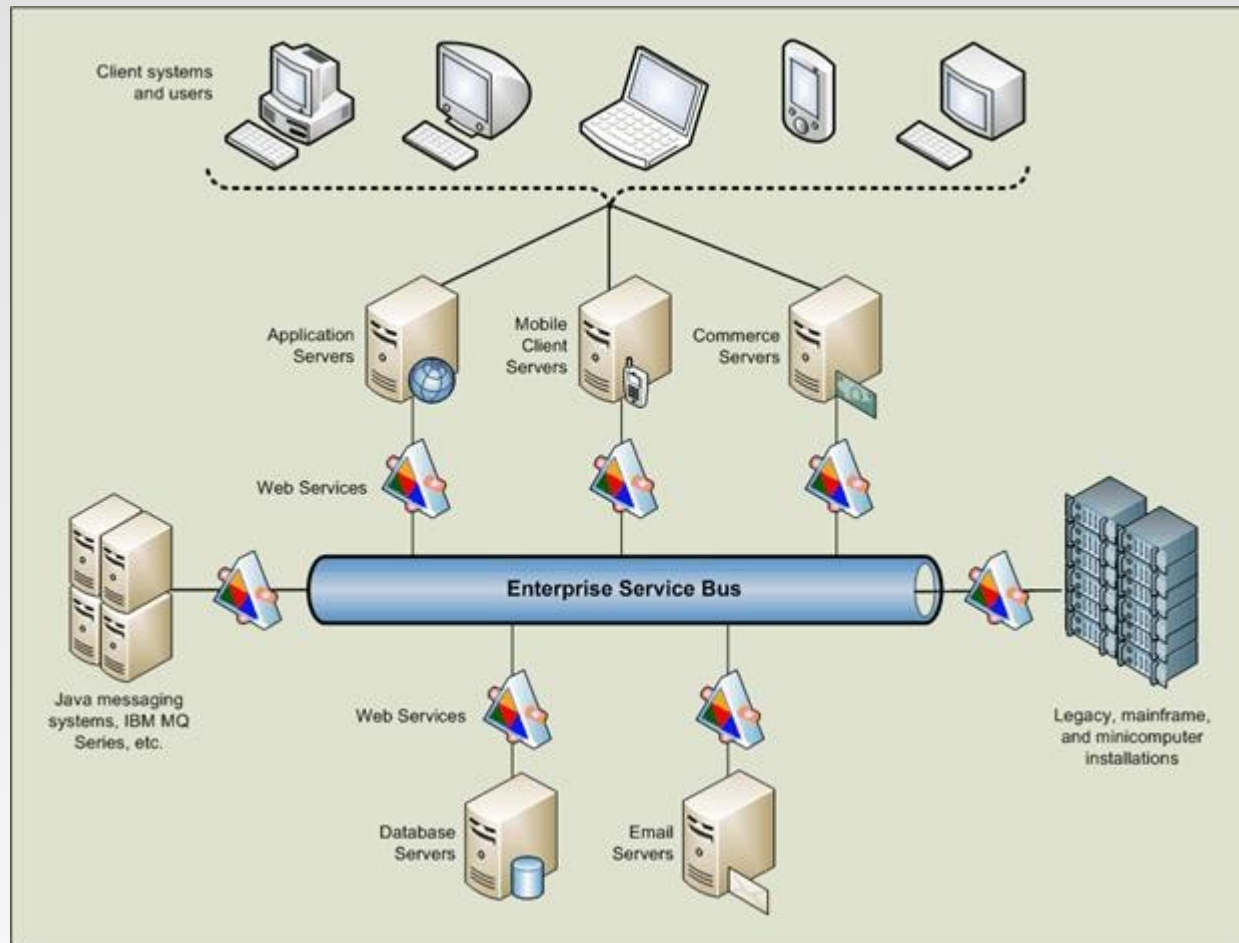 Client systems
and users
Application
Servers
Mobile
Client
Servers
Commerce
Servers
Web Services
Enterprise Service Bus
Java messaging
systems, IBM MQ
Series, etc.
Web Services
Legacy, mainframe,
and minicomputer
installations
Database
Servers
Email
Servers